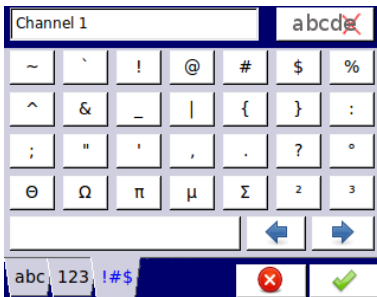 Channel 1 abcde
~ ` ! @ # $ %
^ & _ | { } :
; " ' , . ? °
Θ Ω π µ Σ ² ³
abc 123 !#$